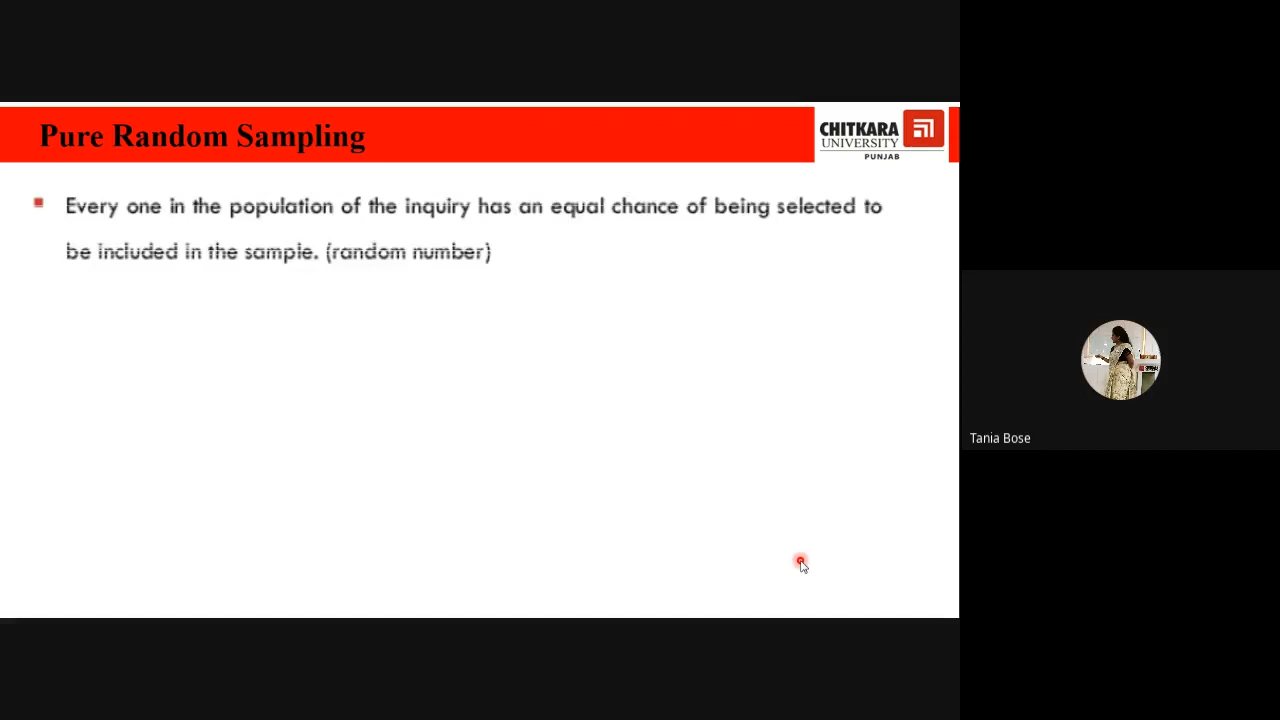 Pure Random Sampling
CHITKARA
UNIVERSITY
PUNJAB
Every one in the population of the inquiry has an equal chance of being selected to
be included in the sample. (random number)
Tania Bose